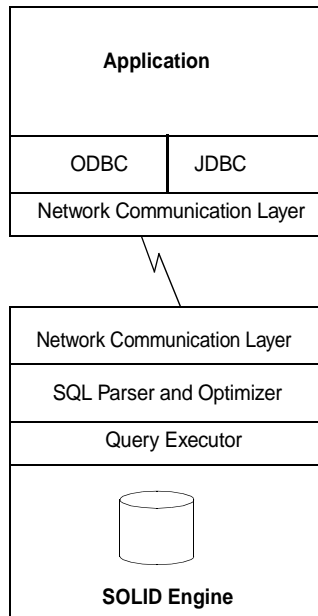 Application
ODBC JDBC
Network Communication Layer
Network Communication Layer
SQL Parser and Optimizer
Query Executor
SOLID Engine